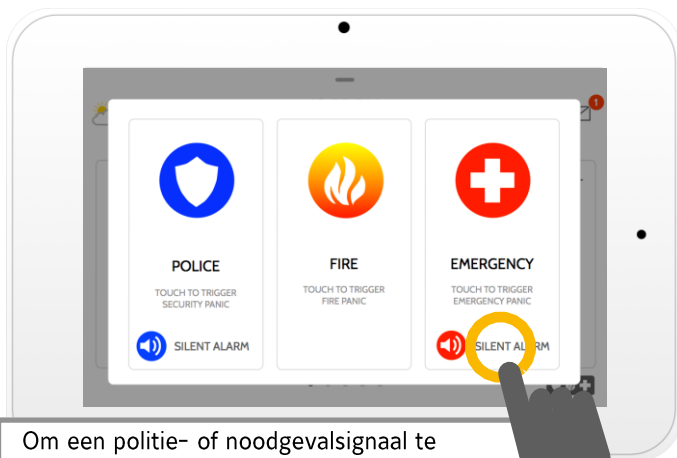 1
POLICE
TOUCH TO TRIGGER
SECURITY PANIC
SILENT ALARM
FIRE
TOUCH TO TRIGGER
FIRE PANIC
EMERGENCY
TOUCH TO TRIGGER
EMERGENCY PANIC
SILENT ALARM
Om een politie- of noodgevalsignaal te